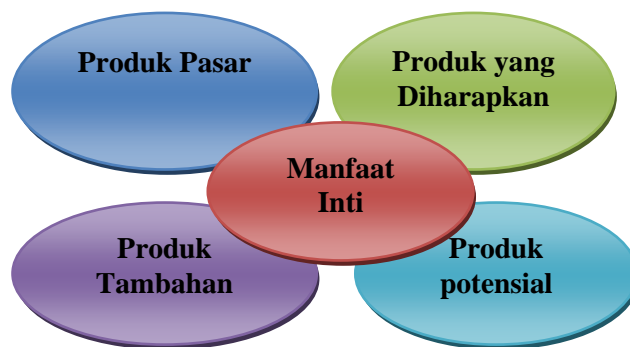 Produk Pasar
Produk yang
Diharapkan
Manfaat
Inti
Produk
Tambahan
Produk
potensial